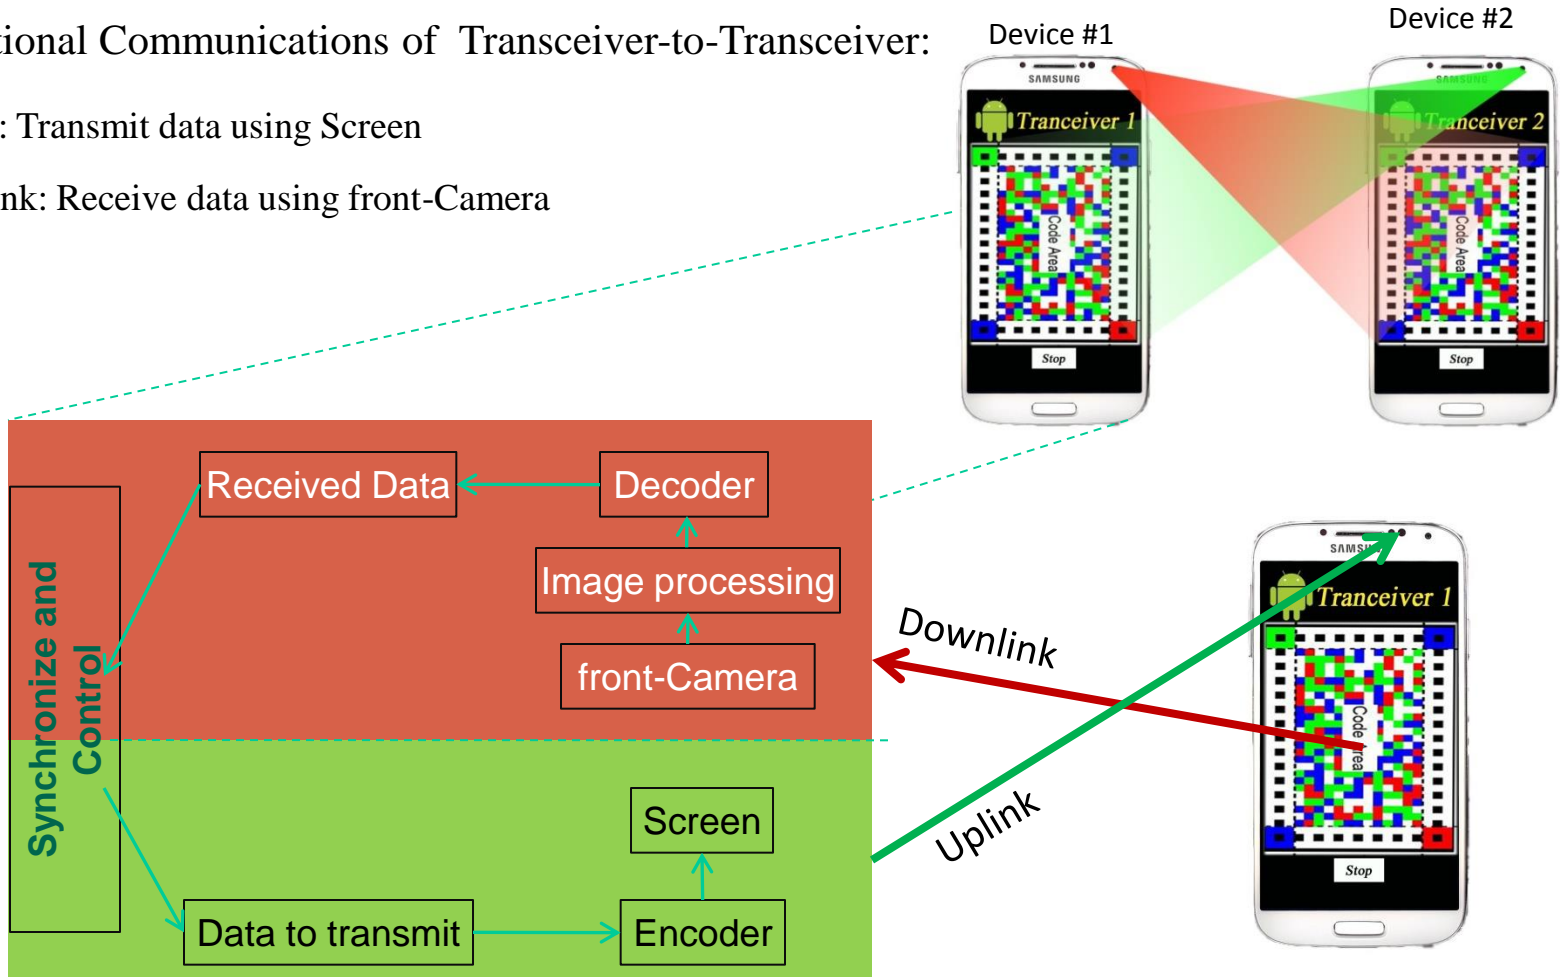 tional Communications of Transceiver-to-Transceiver:
: Transmit data using Screen
nk: Receive data using front-Camera
Device #1
Device #2
SAMSUNG
Tranceiver 1
Code Area
Stop
SAMSUNG
Tranceiver 2
Code Area
Stop
Received Data
Decoder
Image processing
front-Camera
Synchronize and
Control
Screen
Data to transmit
Encoder
Downlink
Uplink
SAMSU
Tranceiver 1
Code Area
Stop